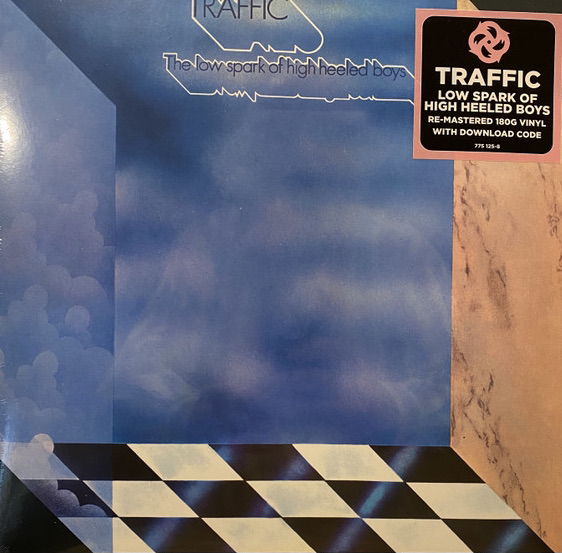 TRAFFIC
The low spark of high heeled boys
TRAFFIC
LOW SPARK OF
HIGH HEELED BOYS
RE-MASTERED 180G VINYL
WITH DOWNLOAD CODE
775 125-8